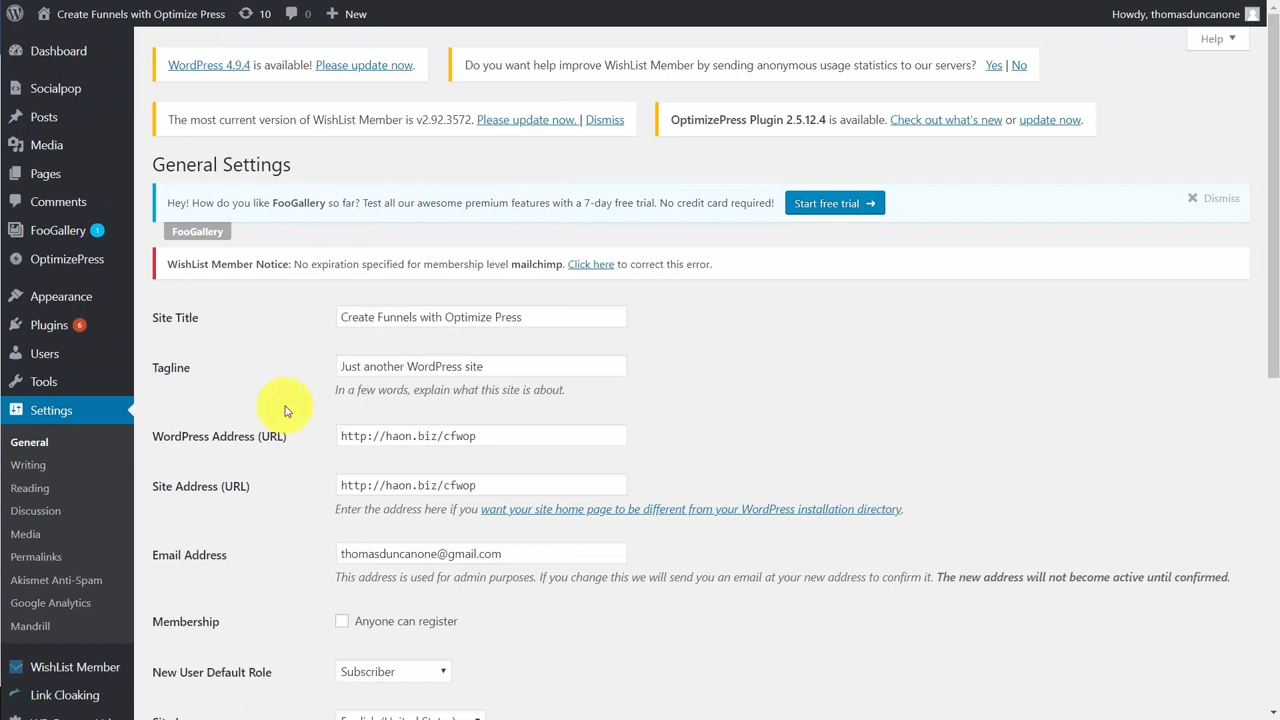 Create Funnels with Optimize Press 10 0 New Howdy, thomasduncanone
Help
Dashboard
Socialpop
Posts
Media
Pages
Comments
FooGallery 1
OptimizePress
Appearance
Plugins 6
Users
Tools
Settings
General
Writing
Reading
Discussion
Media
Permalinks
Akismet Anti-Spam
Google Analytics
Mandrill
WishList Member
Link Cloaking
WordPress 4.9.4 is available! Please update now.
Do you want help improve WishList Member by sending anonymous usage statistics to our servers? Yes | No
The most current version of WishList Member is v2.92.3572. Please update now. | Dismiss
OptimizePress Plugin 2.5.12.4 is available. Check out what's new or update now.
General Settings
Hey! How do you like FooGallery so far? Test all our awesome premium features with a 7-day free trial. No credit card required! Start free trial → Dismiss
FooGallery
WishList Member Notice: No expiration specified for membership level mailchimp. Click here to correct this error.
Site Title Create Funnels with Optimize Press
Tagline Just another WordPress site
In a few words, explain what this site is about.
WordPress Address (URL) http://haon.biz/cfwop
Site Address (URL) http://haon.biz/cfwop
Enter the address here if you want your site home page to be different from your WordPress installation directory.
Email Address thomasduncanone@gmail.com
This address is used for admin purposes. If you change this we will send you an email at your new address to confirm it. The new address will not become active until confirmed.
Membership Anyone can register
New User Default Role Subscriber